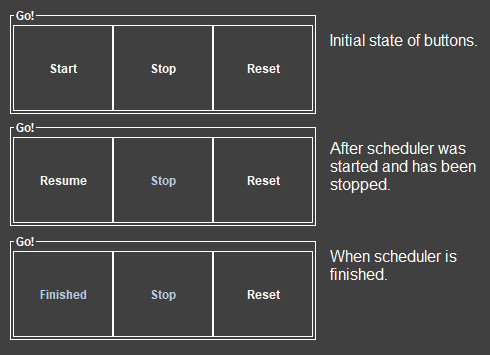 Go!
Start Stop Reset
Initial state of buttons.
Go!
Resume Stop Reset
After scheduler was
started and has been
stopped.
Go!
Finished Stop Reset
When scheduler is
finished.